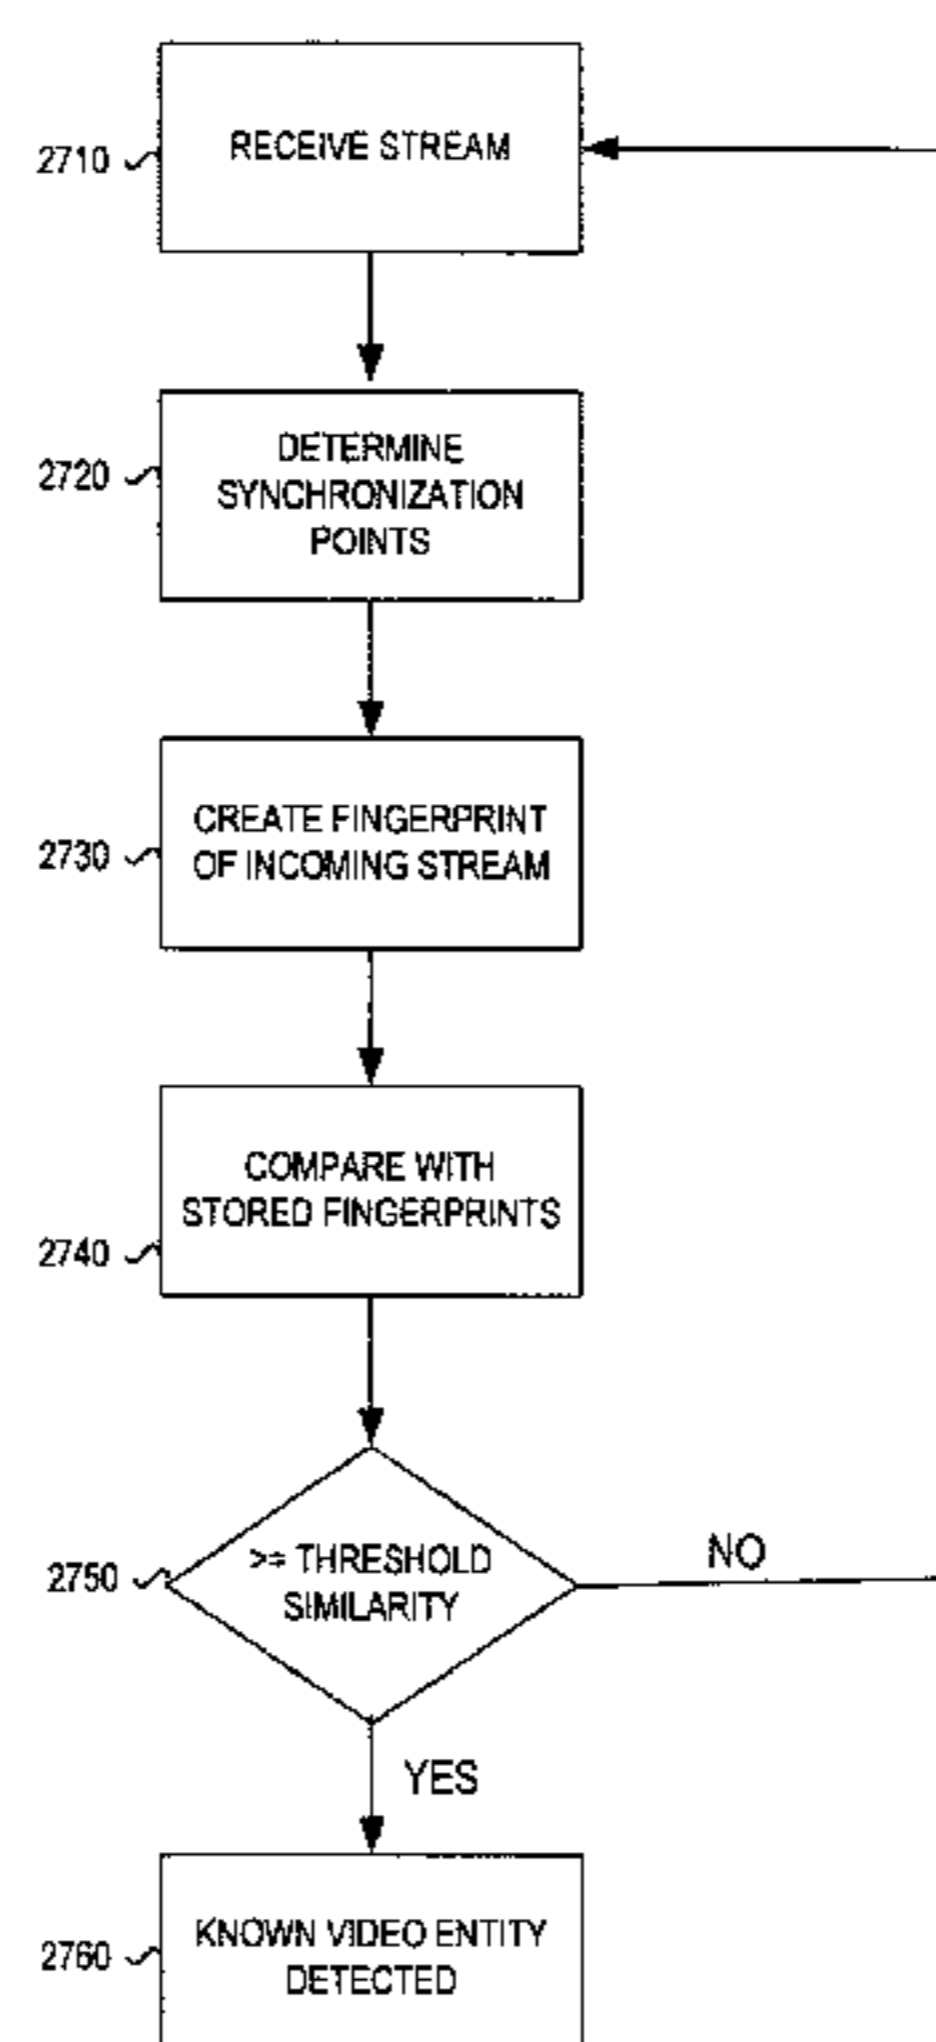 2710
RECEIVE STREAM
2720
DETERMINE
SYNCHRONIZATION
POINTS
2730
CREATE FINGERPRINT
OF INCOMING STREAM
2740
COMPARE WITH
STORED FINGERPRINTS
2750
>= THRESHOLD
SIMILARITY
NO
YES
2760
KNOWN VIDEO ENTITY
DETECTED